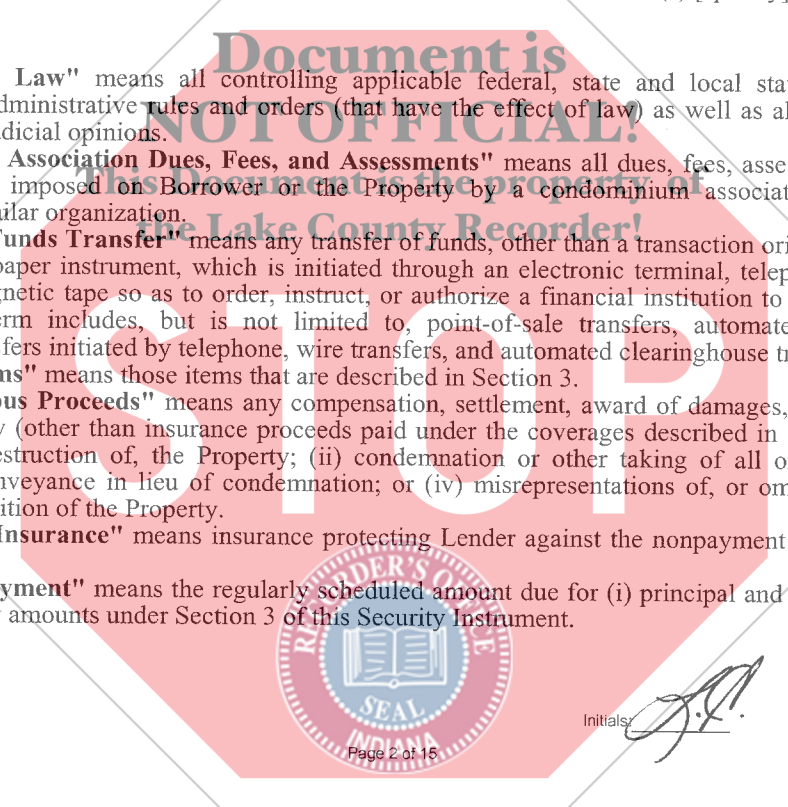 Document is
Law" means all controlling applicable federal, state and local sta
dministrative rules and orders (that have the effect of law) as well as al
NOT OFFICIAL!
dicial opinions.
Association Dues, Fees, and Assessments" means all dues, fees, asse
This Document is the property of
imposed on Borrower or the Property by a condominium associat
ular organization.
the Lake County Recorder!
unds Transfer" means any transfer of funds, other than a transaction ori
paper instrument, which is initiated through an electronic terminal, telep
gnetic tape so as to order, instruct, or authorize a financial institution to
erm includes, but is not limited to, point-of-sale transfers, automate
fers initiated by telephone, wire transfers, and automated clearinghouse tr
ms" means those items that are described in Section 3.
ous Proceeds" means any compensation, settlement, award of damages,
y (other than insurance proceeds paid under the coverages described in
estruction of, the Property; (ii) condemnation or other taking of all o
nveyance in lieu of condemnation; or (iv) misrepresentations of, or om
ition of the Property.
STOP
Insurance" means insurance protecting Lender against the nonpayment
yment" means the regularly scheduled amount due for (i) principal and
y amounts under Section 3 of this Security Instrument.
RECORDER'S OFFICE
SEAL
INDIANA
Initials:
Page 2 of 15